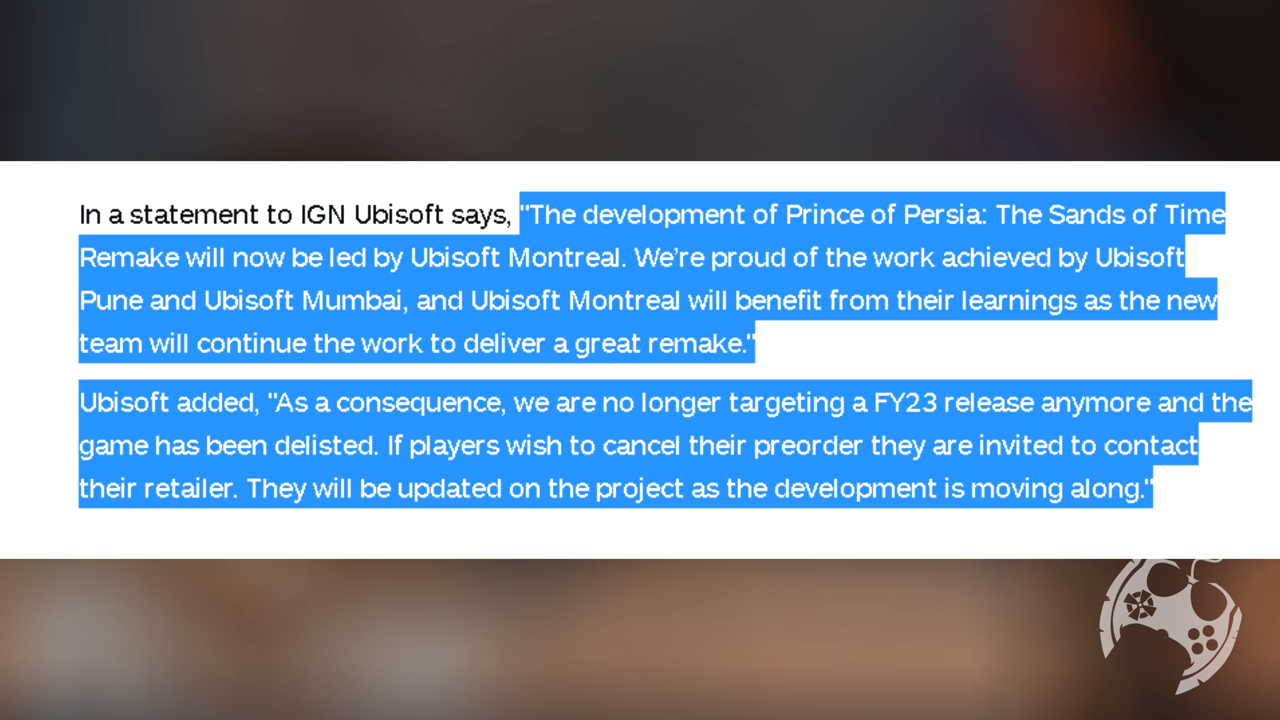 In a statement to IGN Ubisoft says, "The development of Prince of Persia: The Sands of Time
Remake will now be led by Ubisoft Montreal. We’re proud of the work achieved by Ubisoft
Pune and Ubisoft Mumbai, and Ubisoft Montreal will benefit from their learnings as the new
team will continue the work to deliver a great remake."
Ubisoft added, "As a consequence, we are no longer targeting a FY23 release anymore and the
game has been delisted. If players wish to cancel their preorder they are invited to contact
their retailer. They will be updated on the project as the development is moving along."